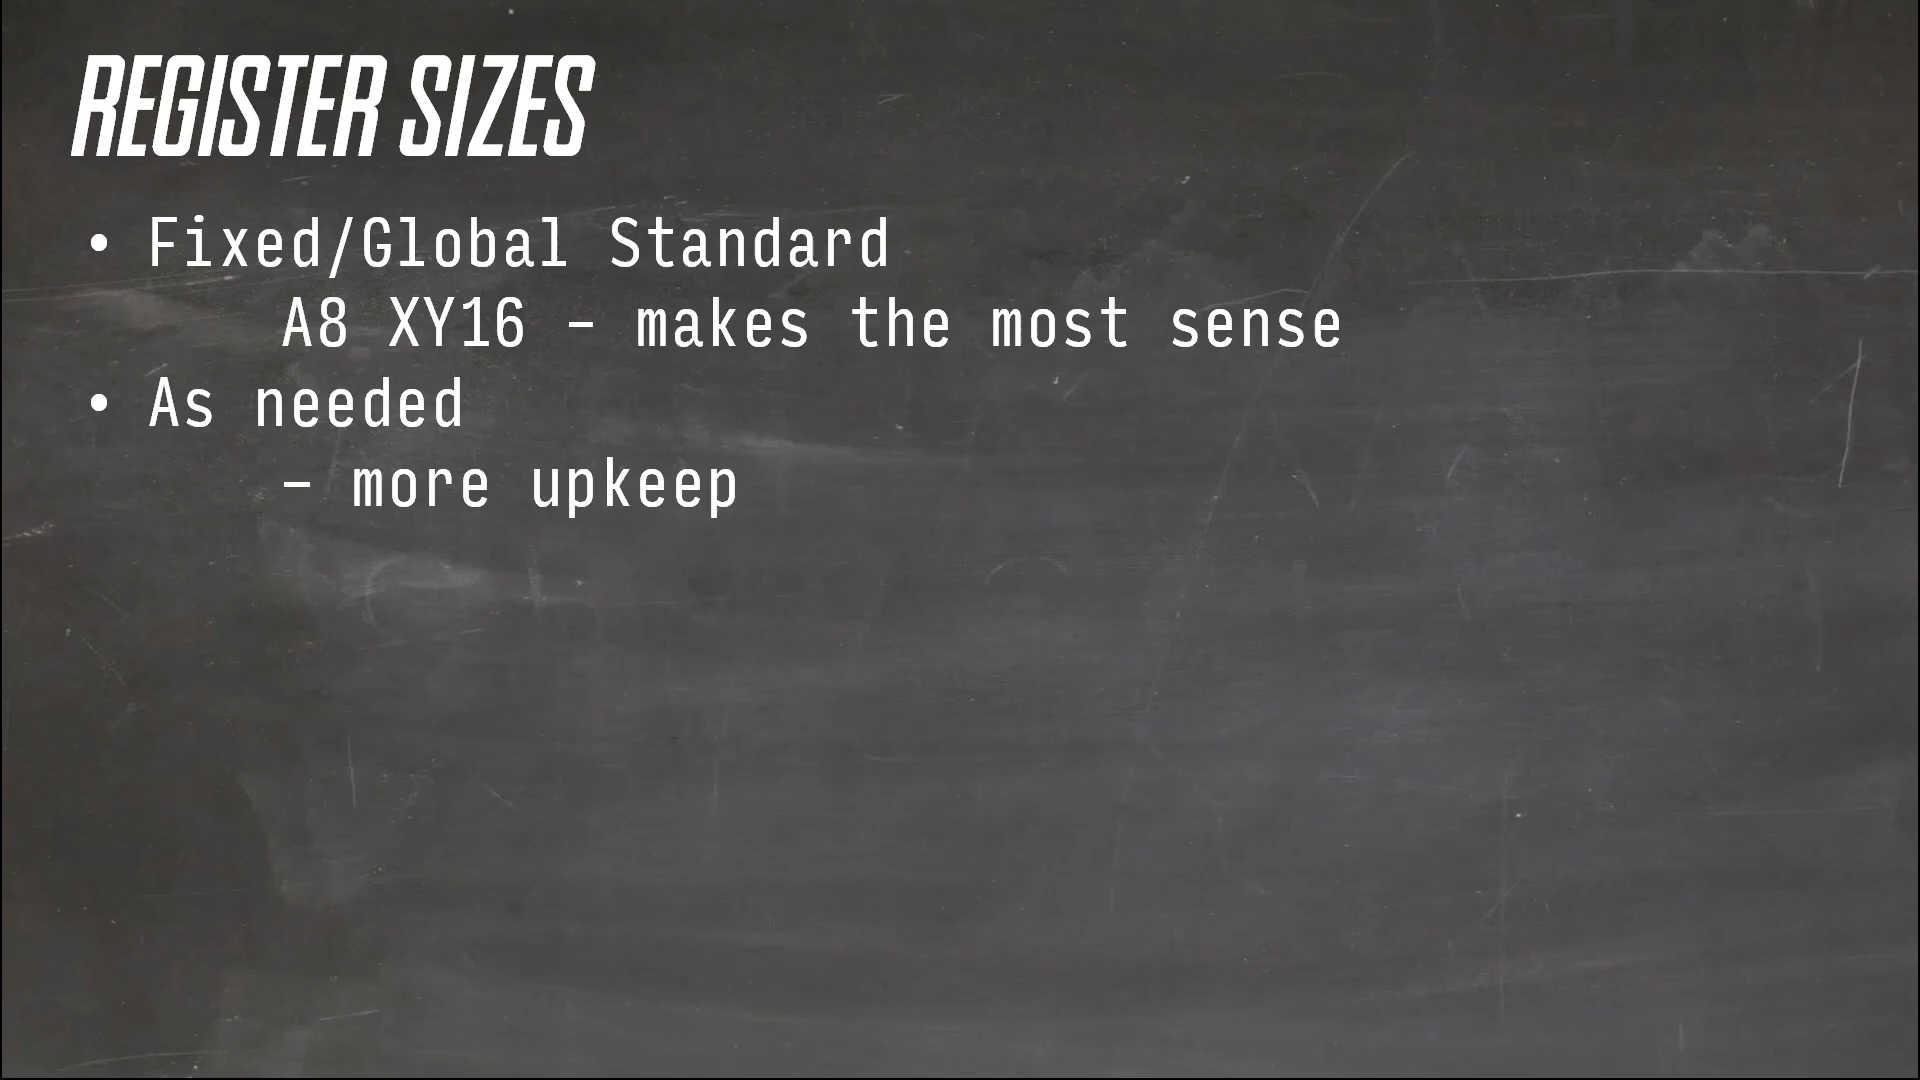 REGISTER SIZES
• Fixed/Global Standard
A8 XY16 – makes the most sense
• As needed
– more upkeep